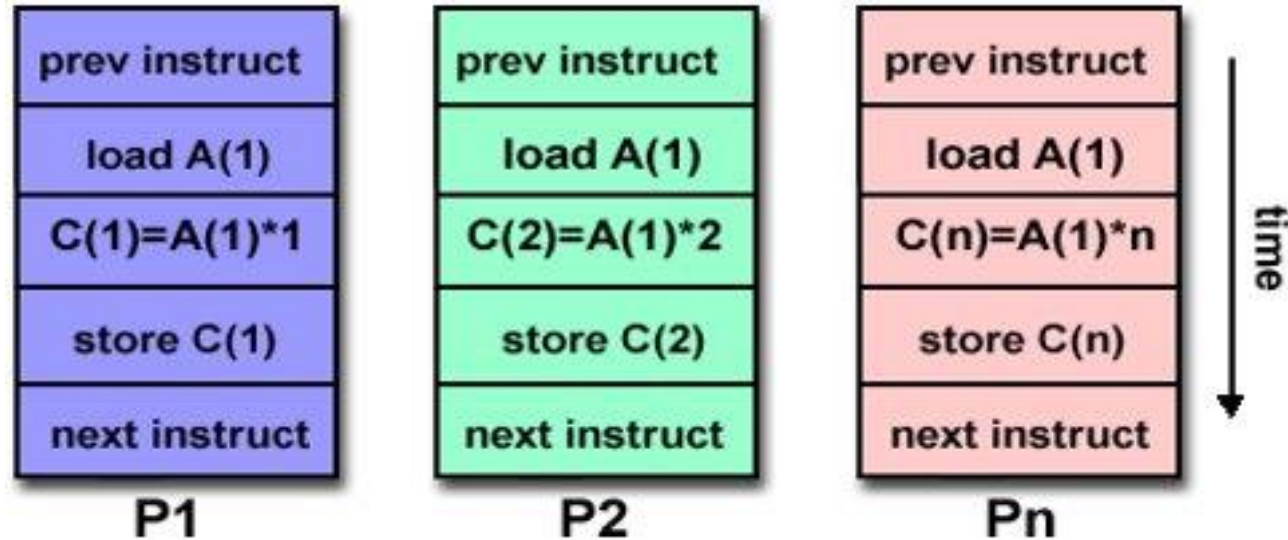 prev instruct
load A(1)
C(1)=A(1)*1
store C(1)
next instruct
P1
prev instruct
load A(1)
C(2)=A(1)*2
store C(2)
next instruct
P2
prev instruct
load A(1)
C(n)=A(1)*n
store C(n)
next instruct
Pn
time